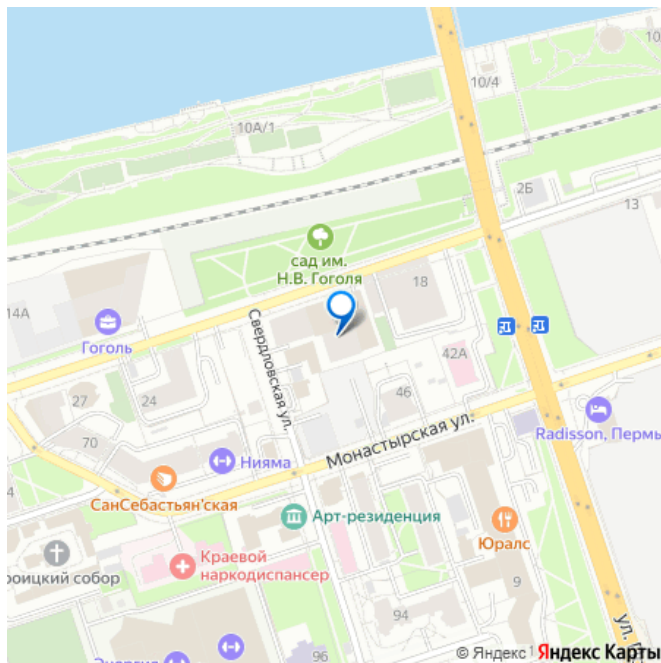 10
10/4
10А/1
2Б
13
сад им.
Н.В. Гоголя
18
14А
Гоголь
Свердловская ул.
42А
46
27
24
70
Монастырская ул.
Radisson, Пермь
Нияма
СанСебастьян'ская
Арт-резиденция
Юралс
Краевой
наркодиспансер
роицкий собор
9
94
96
ул.
© Яндекс
Яндекс Карты